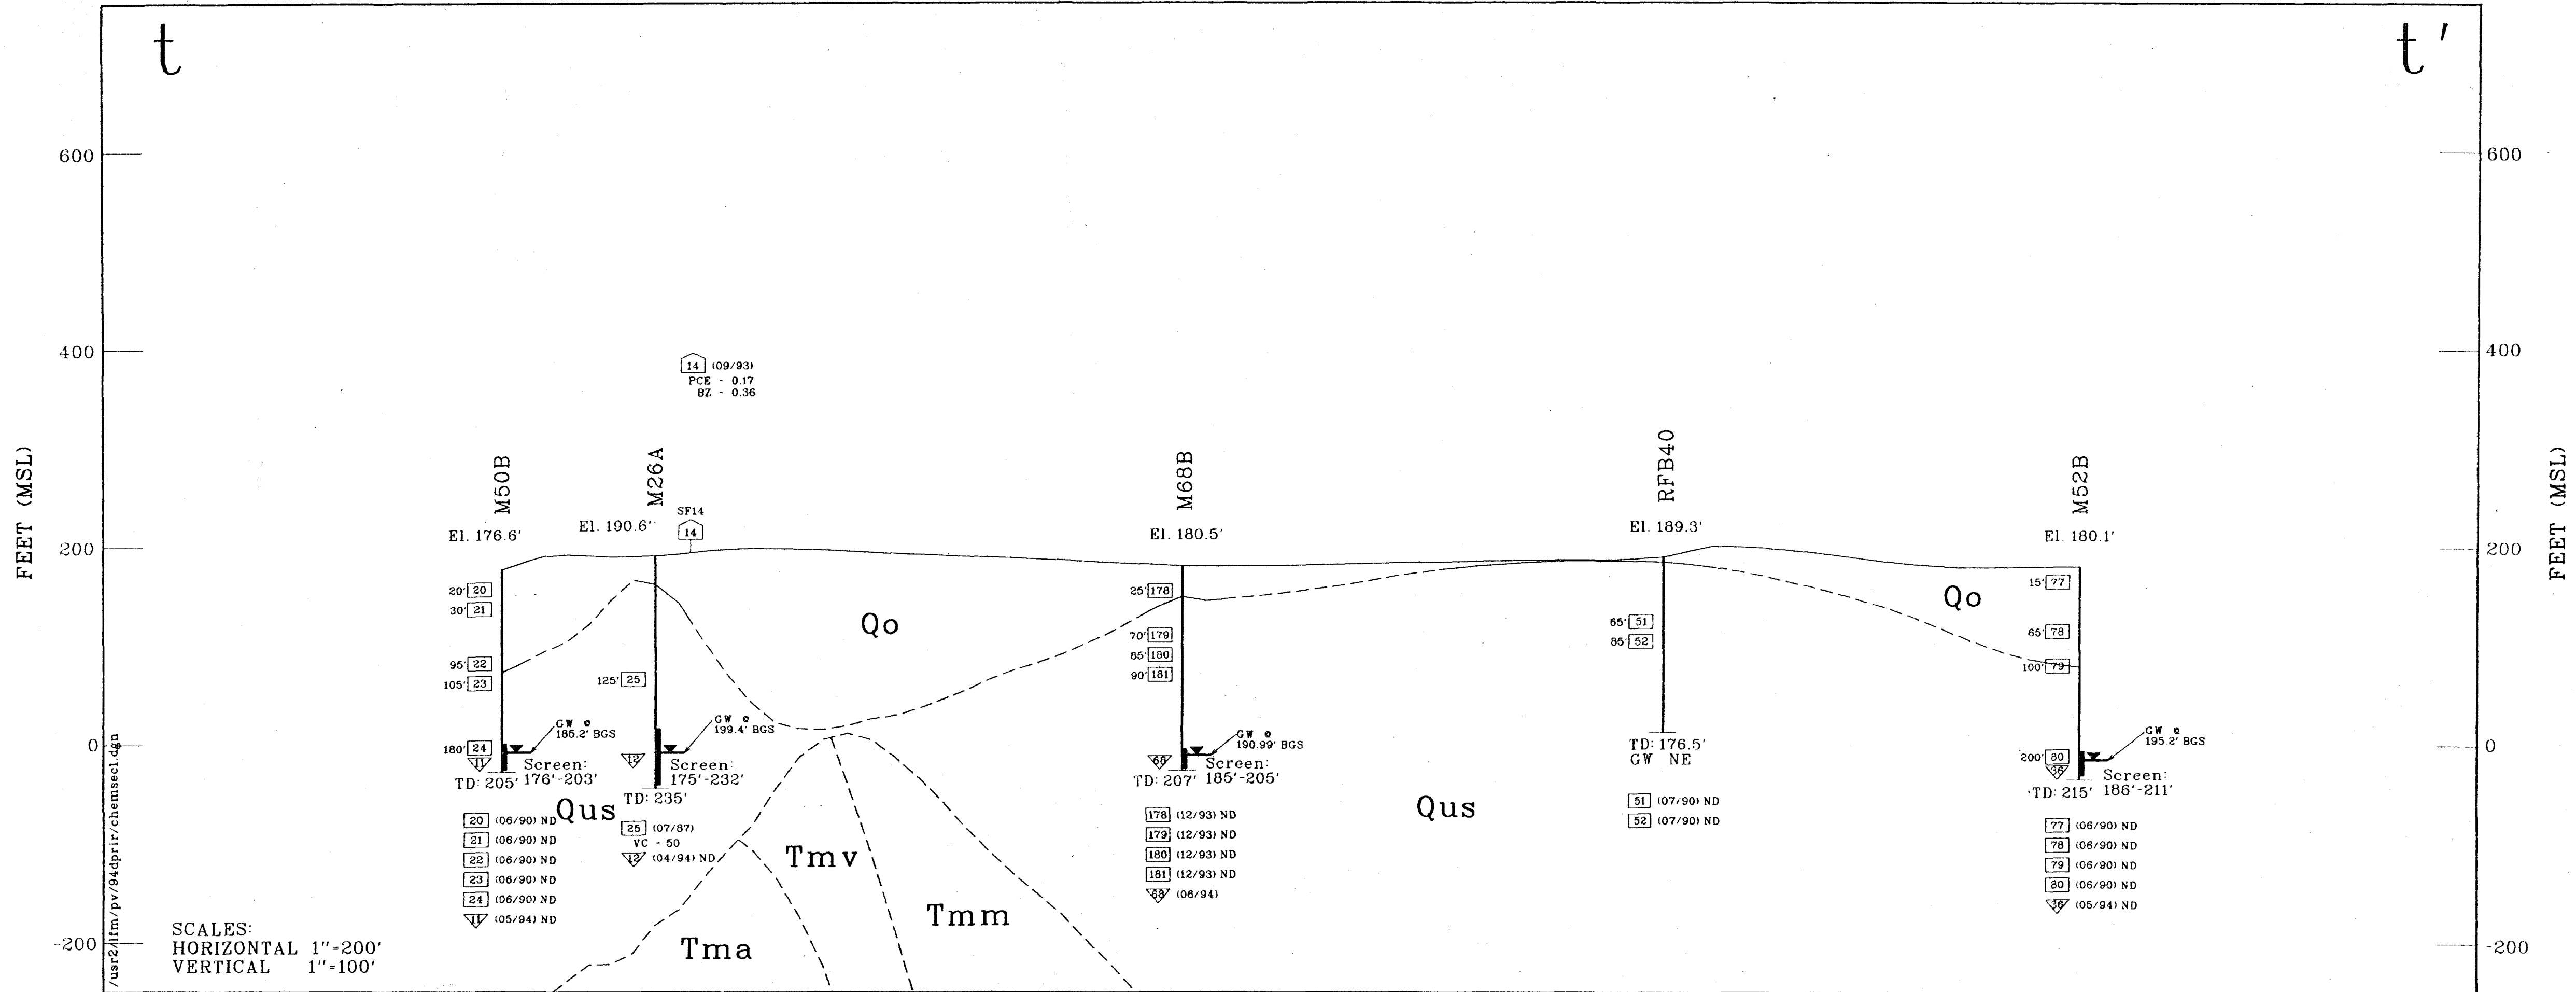 t
t'
600
600
400
400
14 (09/93)
PCE - 0.17
BZ - 0.36
FEET (MSL)
FEET (MSL)
M50B
M26A
M68B
RFB40
M52B
SF14
14
El. 176.6'
El. 190.6'
El. 180.5'
El. 189.3'
El. 180.1'
200
200
20' 20
30' 21
95' 22
105' 23
180' 24
11
GW @
185.2' BGS
Screen:
176'-203'
TD: 205'
125' 25
12
GW @
199.4' BGS
Screen:
175'-232'
TD: 235'
Qo
25' 178
70' 179
85' 180
90' 181
68
GW @
190.99' BGS
Screen:
185'-205'
TD: 207'
65' 51
85' 52
TD: 176.5'
GW NE
Qo
15' 77
65' 78
100' 79
200' 80
36
GW @
195.2' BGS
Screen:
186'-211'
TD: 215'
0
0
Qus
Qus
Tmv
Tmm
Tma
20 (06/90) ND
21 (06/90) ND
22 (06/90) ND
23 (06/90) ND
24 (06/90) ND
11 (05/94) ND
25 (07/87)
VC - 50
12 (04/94) ND
178 (12/93) ND
179 (12/93) ND
180 (12/93) ND
181 (12/93) ND
68 (06/94)
51 (07/90) ND
52 (07/90) ND
77 (06/90) ND
78 (06/90) ND
79 (06/90) ND
80 (06/90) ND
36 (05/94) ND
-200
-200
SCALES:
HORIZONTAL 1"=200'
VERTICAL 1"=100'
/usr2/lfm/pv/94dprir/chemsec1.dgn